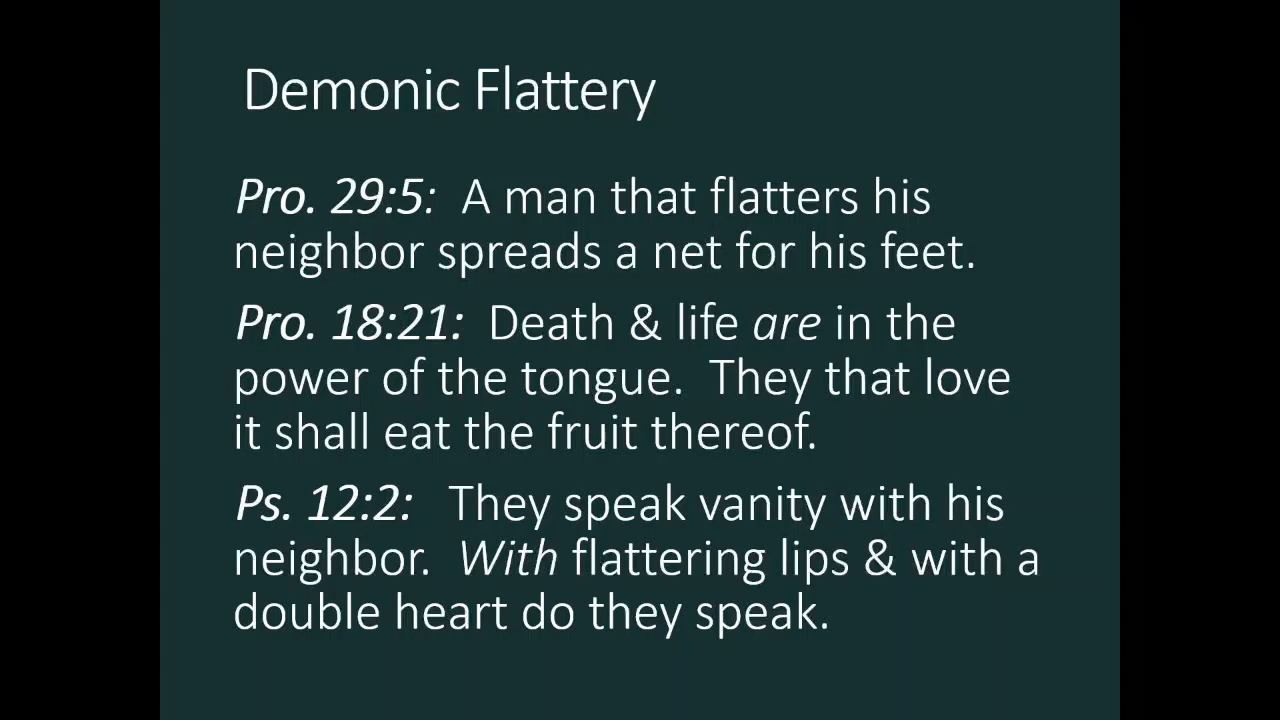 Demonic Flattery
Pro. 29:5:  A man that flatters his
neighbor spreads a net for his feet.
Pro. 18:21:  Death & life are in the
power of the tongue.  They that love
it shall eat the fruit thereof.
Ps. 12:2:   They speak vanity with his
neighbor.  With flattering lips & with a
double heart do they speak.